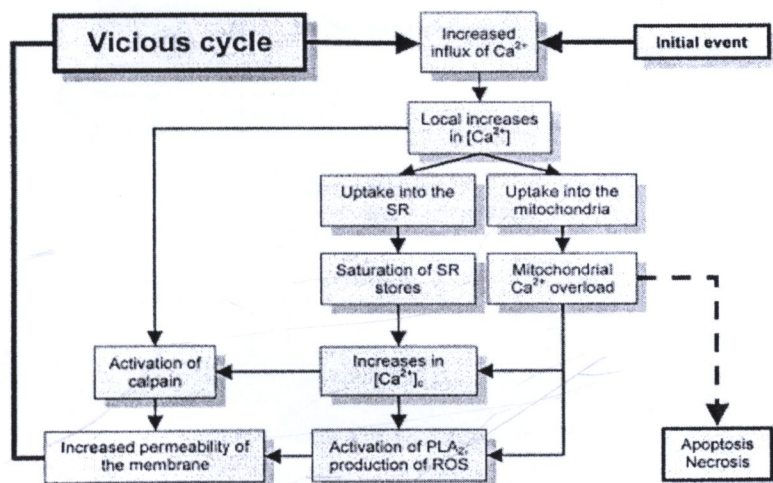 Vicious cycle
Increased
influx of Ca²⁺
Initial event
Local increases
in [Ca²⁺]
Uptake into the
SR
Uptake into the
mitochondria
Saturation of SR
stores
Mitochondrial
Ca²⁺ overload
Activation of
calpain
Increases in
[Ca²⁺]c
Increased permeability of
the membrane
Activation of PLA₂,
production of ROS
Apoptosis
Necrosis